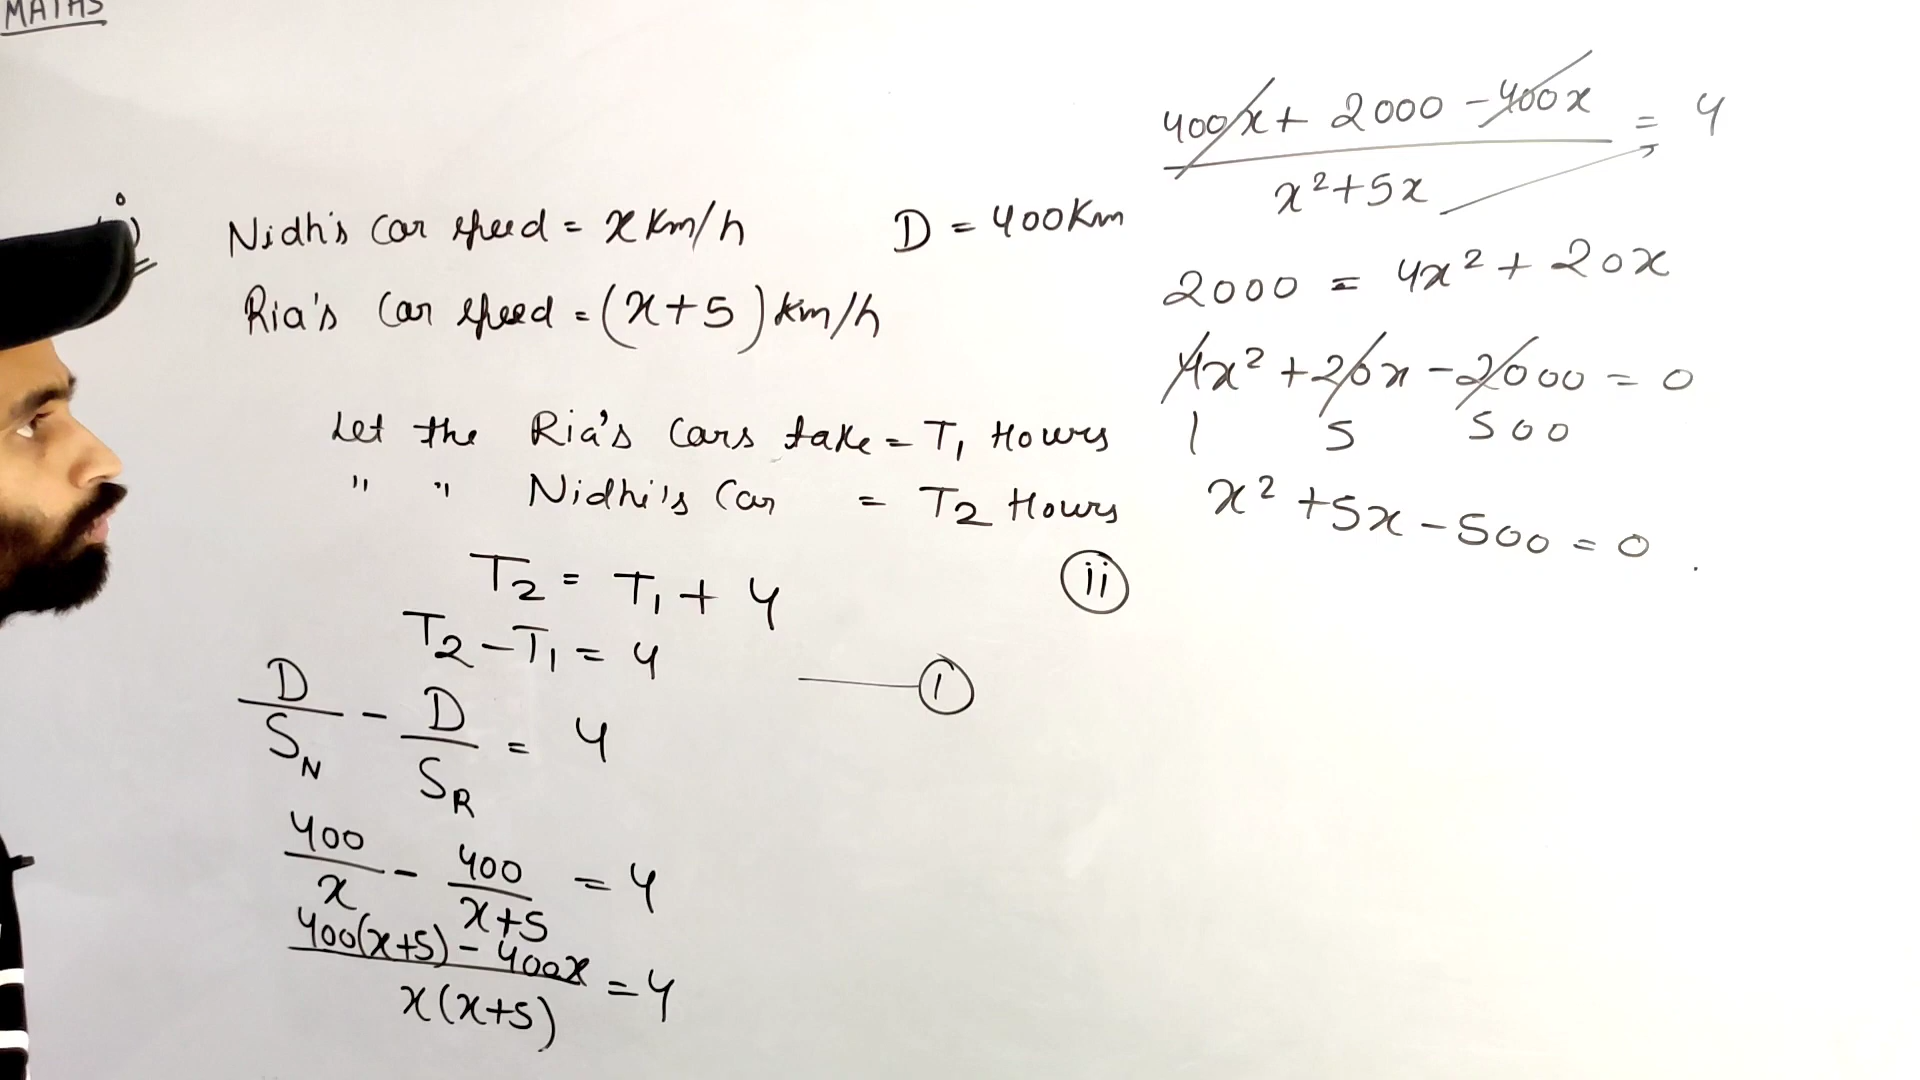 MATHS
i)
Nidh's car speed = x km/h
D = 400 Km
Ria's car speed = (x+5) km/h
Let the Ria's cars take = T1 Hours
" " Nidhi's car = T2 Hours
T2 = T1 + 4
T2 - T1 = 4 —— 1
D/SN - D/SR = 4
400/x - 400/x+5 = 4
400(x+5) - 400x / x(x+5) = 4
400x + 2000 - 400x / x²+5x = 4
2000 = 4x² + 20x
4x² + 20x - 2000 = 0
1 5 500
x² + 5x - 500 = 0
ii